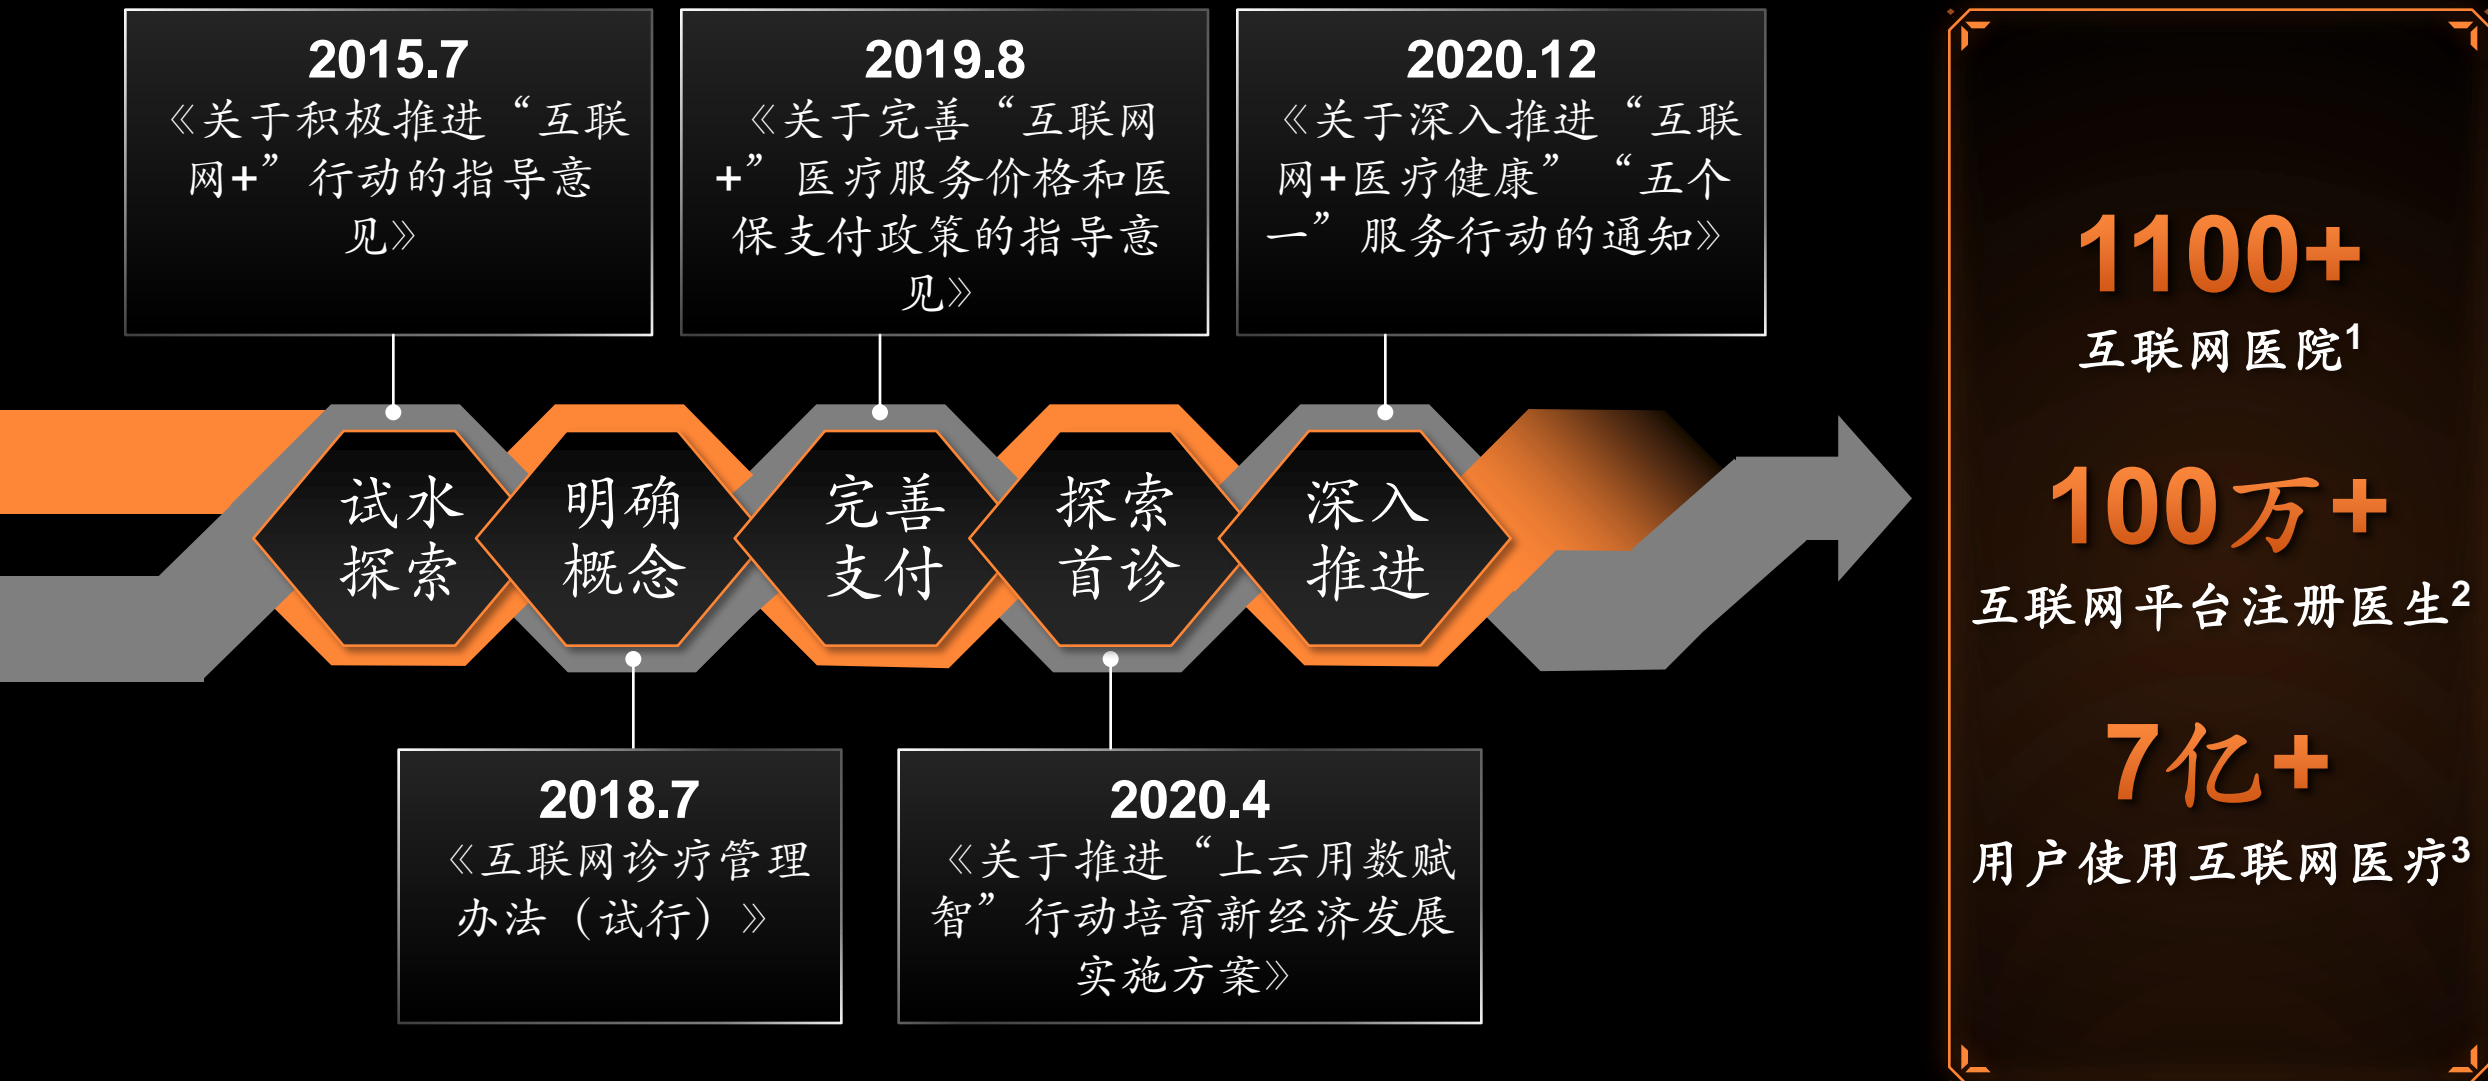 2015.7
《关于积极推进“互联
网+”行动的指导意
见》
2019.8
《关于完善“互联网
+”医疗服务价格和医
保支付政策的指导意
见》
2020.12
《关于深入推进“互联
网+医疗健康”“五个
一”服务行动的通知》
试水
探索
明确
概念
完善
支付
探索
首诊
深入
推进
2018.7
《互联网诊疗管理
办法（试行）》
2020.4
《关于推进“上云用数赋
智”行动培育新经济发展
实施方案》
1100+
互联网医院1
100万+
互联网平台注册医生2
7亿+
用户使用互联网医疗3